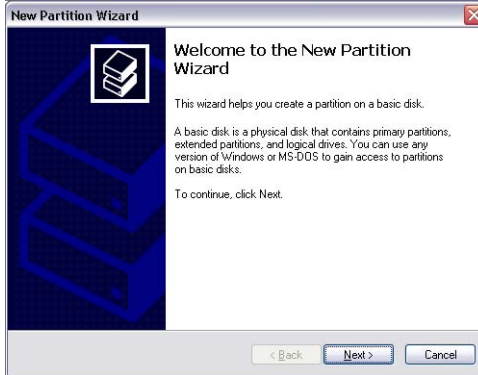 New Partition Wizard
Welcome to the New Partition
Wizard
This wizard helps you create a partition on a basic disk.
A basic disk is a physical disk that contains primary partitions,
extended partitions, and logical drives. You can use any
version of Windows or MS-DOS to gain access to partitions
on basic disks.
To continue, click Next.
< Back
Next >
Cancel